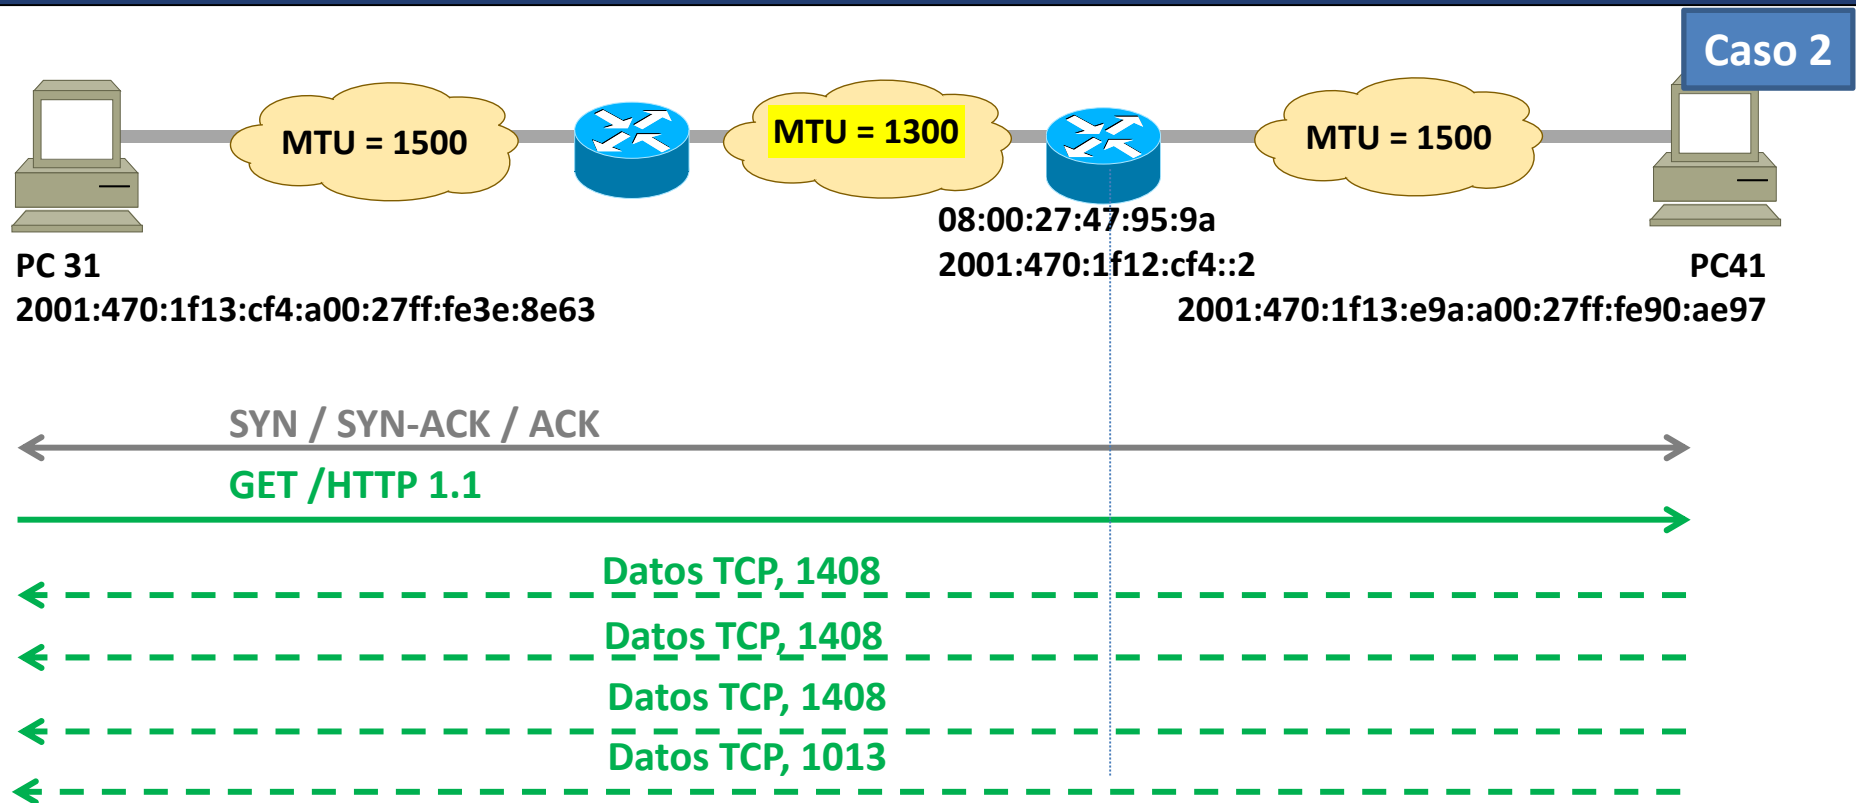 Caso 2
MTU = 1500
MTU = 1300
MTU = 1500
08:00:27:47:95:9a
2001:470:1f12:cf4::2
PC 31
2001:470:1f13:cf4:a00:27ff:fe3e:8e63
PC41
2001:470:1f13:e9a:a00:27ff:fe90:ae97
SYN / SYN-ACK / ACK
GET /HTTP 1.1
Datos TCP, 1408
Datos TCP, 1408
Datos TCP, 1408
Datos TCP, 1013